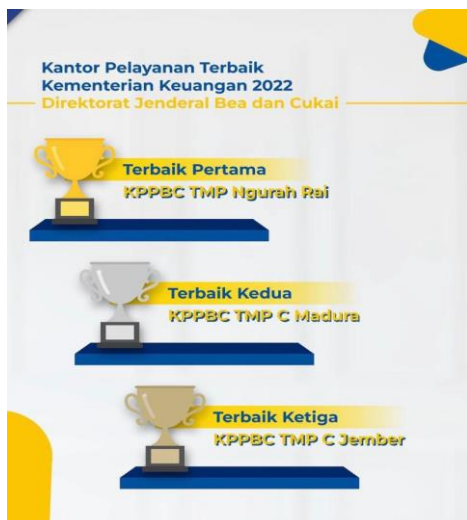 Kantor Pelayanan Terbaik
Kementerian Keuangan 2022
Direktorat Jenderal Bea dan Cukai
Terbaik Pertama
KPPBC TMP Ngurah Rai
Terbaik Kedua
KPPBC TMP C Madura
Terbaik Ketiga
KPPBC TMP C Jember